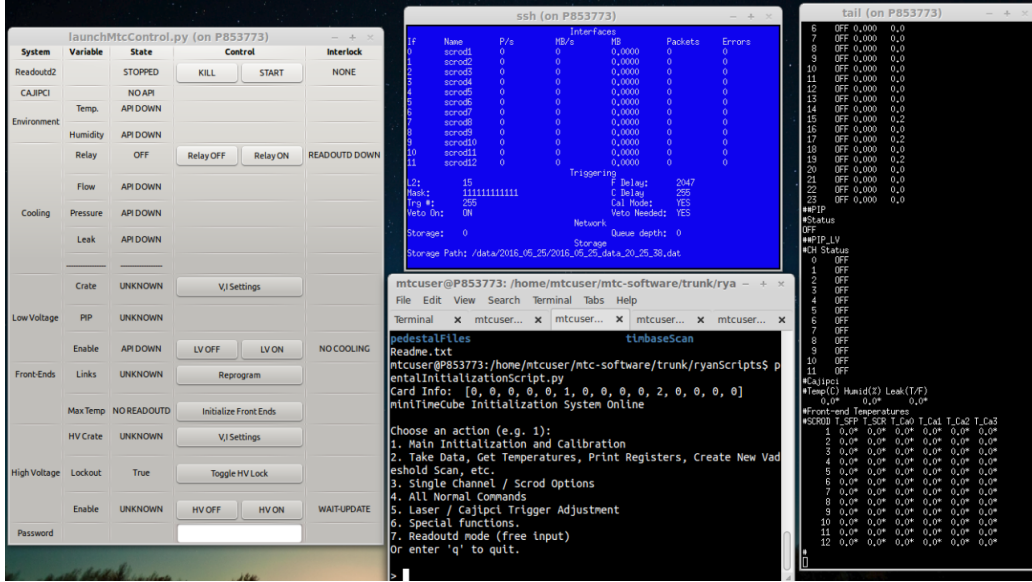 launchMtcControl.py (on P853773)
System Variable State Control Interlock
Readoutd2 STOPPED KILL START NONE
CAJIPCI NO API
Environment
Temp. API DOWN
Humidity API DOWN
Relay OFF Relay OFF Relay ON READOUTD DOWN
Flow API DOWN
Cooling Pressure API DOWN
Leak API DOWN
Crate UNKNOWN V,I Settings
Low Voltage PIP UNKNOWN
Enable API DOWN LV OFF LV ON NO COOLING
Front-Ends Links UNKNOWN Reprogram
Max Temp NO READOUTD Initialize Front Ends
HV Crate UNKNOWN V,I Settings
High Voltage Lockout True Toggle HV Lock
Enable UNKNOWN HV OFF HV ON WAIT-UPDATE
Password
ssh (on P853773)
Interfaces
If Name P/s MB/s MB Packets Errors
0 scrod1 0 0 0.0000 0 0
1 scrod2 0 0 0.0000 0 0
2 scrod3 0 0 0.0000 0 0
3 scrod4 0 0 0.0000 0 0
4 scrod5 0 0 0.0000 0 0
5 scrod6 0 0 0.0000 0 0
6 scrod7 0 0 0.0000 0 0
7 scrod8 0 0 0.0000 0 0
8 scrod9 0 0 0.0000 0 0
9 scrod10 0 0 0.0000 0 0
10 scrod11 0 0 0.0000 0 0
11 scrod12 0 0 0.0000 0 0
Triggering
L2: 15 F Delay: 2047
Mask: 111111111111 C Delay 255
Trg #: 255 Cal Mode: YES
Veto On: ON Veto Needed: YES
Network
Storage: 0 Queue depth: 0
Storage
Storage Path: /data/2016_05_25/2016_05_25_data_20_25_38.dat
mtcuser@P853773: /home/mtcuser/mtc-software/trunk/rya
File Edit View Search Terminal Tabs Help
Terminal x mtcuser... x mtcuser... x mtcuser... x mtcuser... x
pedestalFiles timbaseScan
Readme.txt
mtcuser@P853773:/home/mtcuser/mtc-software/trunk/ryanScripts$ p
entalInitializationScript.py
Card Info: [0, 0, 0, 0, 0, 1, 0, 0, 0, 0, 2, 0, 0, 0, 0]
miniTimeCube Initialization System Online
Choose an action (e.g. 1):
1. Main Initialization and Calibration
2. Take Data, Get Temperatures, Print Registers, Create New Vad
eshold Scan, etc.
3. Single Channel / Scrod Options
4. All Normal Commands
5. Laser / Cajipci Trigger Adjustment
6. Special functions.
7. Readoutd mode (free input)
Or enter 'q' to quit.
>
tail (on P853773)
6 OFF 0.000 0.0
7 OFF 0.000 0.0
8 OFF 0.000 0.0
9 OFF 0.000 0.0
10 OFF 0.000 0.0
11 OFF 0.000 0.0
12 OFF 0.000 0.0
13 OFF 0.000 0.0
14 OFF 0.000 0.0
15 OFF 0.000 0.2
16 OFF 0.000 0.0
17 OFF 0.000 0.2
18 OFF 0.000 0.0
19 OFF 0.000 0.2
20 OFF 0.000 0.0
21 OFF 0.000 0.0
22 OFF 0.000 0.0
23 OFF 0.000 0.0
##PIP
#Status
OFF
##PIP_LV
#CH Status
0 OFF
1 OFF
2 OFF
3 OFF
4 OFF
5 OFF
6 OFF
7 OFF
8 OFF
9 OFF
10 OFF
11 OFF
#Cajipci
#Temp(C) Humid(%) Leak(T/F)
0.0* 0.0* 0.0*
#Front-end Temperatures
#SCROD T_SFP T_SCR T_Ca0 T_Ca1 T_Ca2 T_Ca3
1 0.0* 0.0* 0.0* 0.0* 0.0* 0.0*
2 0.0* 0.0* 0.0* 0.0* 0.0* 0.0*
3 0.0* 0.0* 0.0* 0.0* 0.0* 0.0*
4 0.0* 0.0* 0.0* 0.0* 0.0* 0.0*
5 0.0* 0.0* 0.0* 0.0* 0.0* 0.0*
6 0.0* 0.0* 0.0* 0.0* 0.0* 0.0*
7 0.0* 0.0* 0.0* 0.0* 0.0* 0.0*
8 0.0* 0.0* 0.0* 0.0* 0.0* 0.0*
9 0.0* 0.0* 0.0* 0.0* 0.0* 0.0*
10 0.0* 0.0* 0.0* 0.0* 0.0* 0.0*
11 0.0* 0.0* 0.0* 0.0* 0.0* 0.0*
12 0.0* 0.0* 0.0* 0.0* 0.0* 0.0*
#